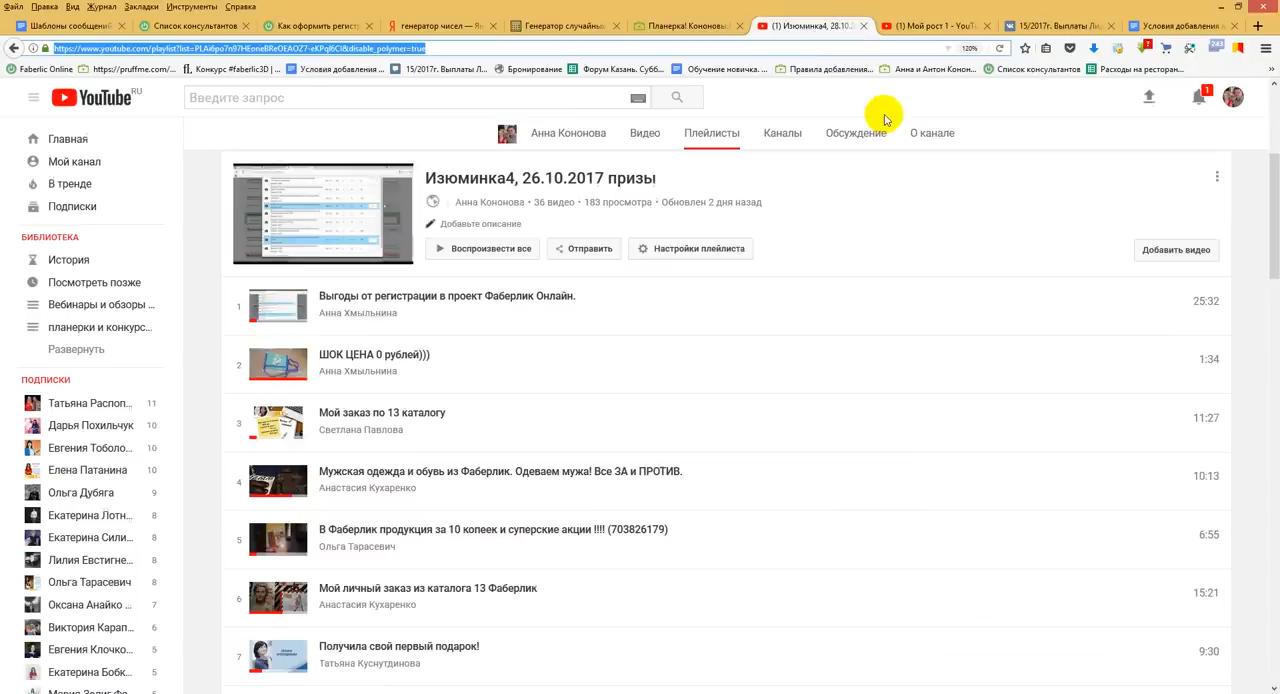 Файл Правка Вид Журнал Закладки Инструменты Справка
Шаблоны сообщений Список консультантов Как оформить регист генератор чисел — Ян Генератор случайных Планерка! Кононовы. Изюминка4, 26.10.20 (1) Мой рост 1 - YouT 15/2017г. Выплаты Ли Условия добавления
https://www.youtube.com/playlist?list=PLAi6po7n97HEoneBReOEAOZ7-eKPqI6CI&disable_polymer=true 120% 243
Faberlic Online https://pruffme.com/... Конкурс #faberlic3D | ... Условия добавления... 15/2017г. Выплаты Л... Бронирование Форум Казань. Субб... Обучение новичка. ... Правила добавления... Анна и Антон Конон... Список консультантов Расходы на ресторан...
YouTube RU
Введите запрос
1
Анна Кононова Видео Плейлисты Каналы Обсуждение О канале
Главная
Мой канал
В тренде
Подписки
БИБЛИОТЕКА
История
Посмотреть позже
Вебинары и обзоры ...
планерки и конкурс...
Развернуть
ПОДПИСКИ
Татьяна Распоп... 11
Дарья Похильчук 10
Евгения Тоболо... 10
Елена Патанина 10
Ольга Дубяга 9
Екатерина Лотн... 8
Екатерина Сили... 8
Лилия Евстигне... 8
Ольга Тарасевич 8
Оксана Анайко ... 7
Виктория Карап... 6
Евгения Клочко... 5
Екатерина Бобк... 5
Изюминка4, 26.10.2017 призы
Анна Кононова • 36 видео • 183 просмотра • Обновлен 2 дня назад
Добавьте описание
Воспроизвести все Отправить Настройки плейлиста Добавить видео
1 Выгоды от регистрации в проект Фаберлик Онлайн. 25:32
Анна Хмыльнина
2 ШОК ЦЕНА 0 рублей))) 1:34
Анна Хмыльнина
3 Мой заказ по 13 каталогу 11:27
Светлана Павлова
4 Мужская одежда и обувь из Фаберлик. Одеваем мужа! Все ЗА и ПРОТИВ. 10:13
Анастасия Кухаренко
5 В Фаберлик продукция за 10 копеек и суперские акции !!!! (703826179) 6:55
Ольга Тарасевич
6 Мой личный заказ из каталога 13 Фаберлик 15:21
Анастасия Кухаренко
7 Получила свой первый подарок! 9:30
Татьяна Кускутдинова